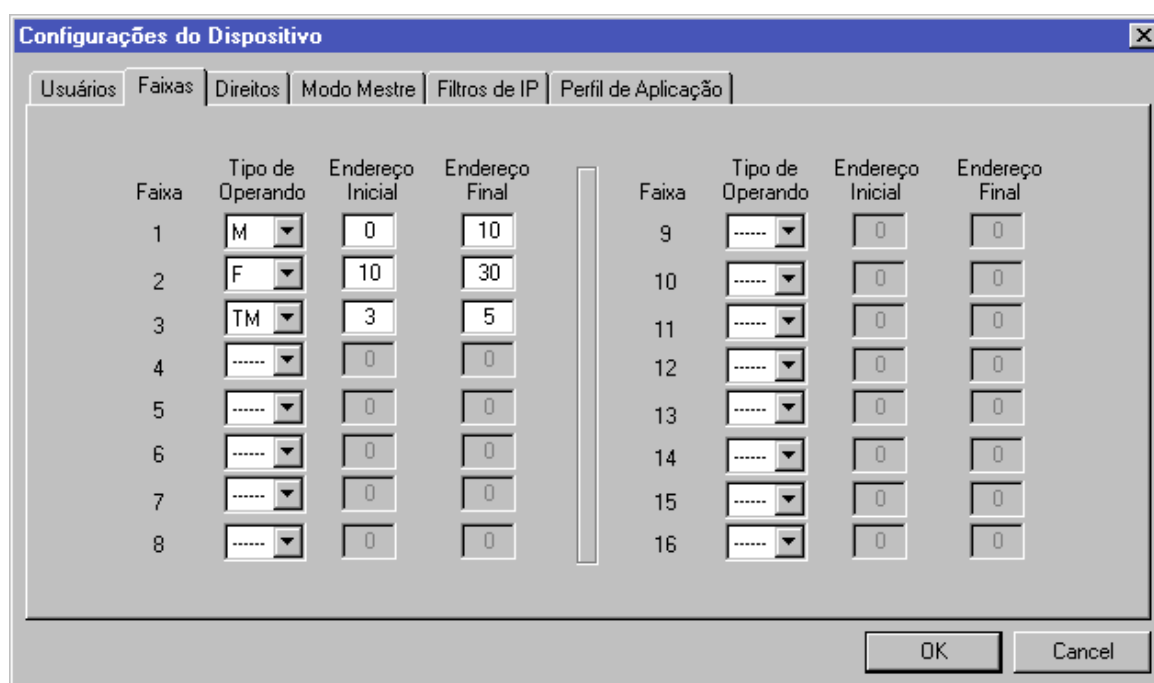 Configurações do Dispositivo
Usuários Faixas Direitos Modo Mestre Filtros de IP Perfil de Aplicação
Faixa Tipo de Operando Endereço Inicial Endereço Final
1 M 0 10
2 F 10 30
3 TM 3 5
4 ------ 0 0
5 ------ 0 0
6 ------ 0 0
7 ------ 0 0
8 ------ 0 0
Faixa Tipo de Operando Endereço Inicial Endereço Final
9 ------ 0 0
10 ------ 0 0
11 ------ 0 0
12 ------ 0 0
13 ------ 0 0
14 ------ 0 0
15 ------ 0 0
16 ------ 0 0
OK Cancel